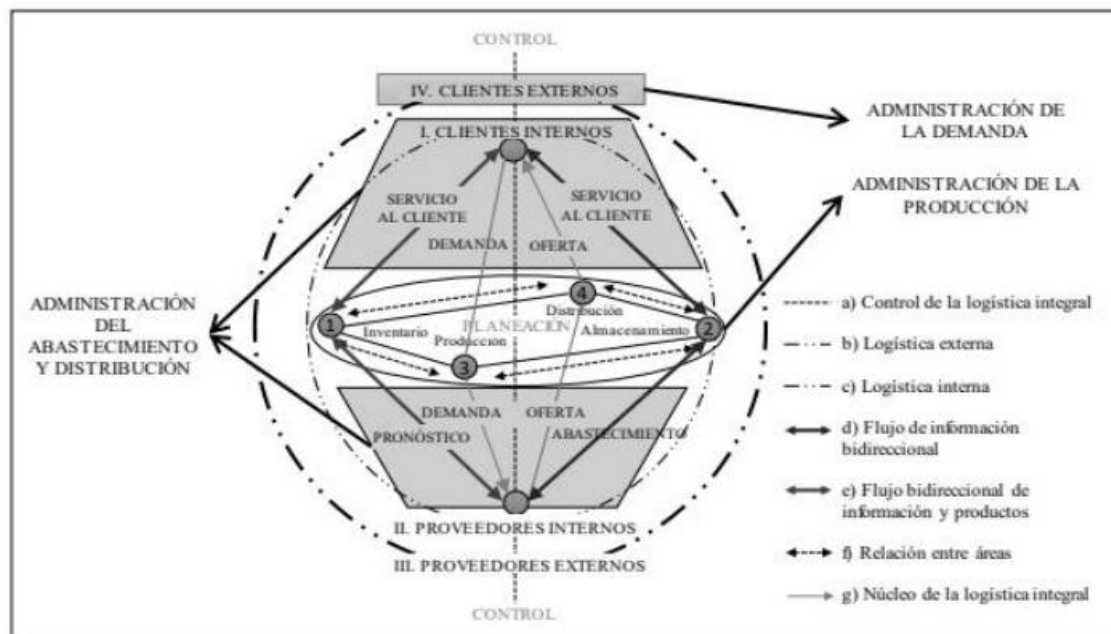 CONTROL
IV. CLIENTES EXTERNOS
I. CLIENTES INTERNOS
SERVICIO
AL CLIENTE
SERVICIO
AL CLIENTE
DEMANDA
OFERTA
4
Distribución
1
Inventario
PLANEACIÓN
Almacenamiento
2
Producción
3
DEMANDA
OFERTA
PRONÓSTICO
ABASTECIMIENTO
II. PROVEEDORES INTERNOS
III. PROVEEDORES EXTERNOS
CONTROL
ADMINISTRACIÓN
DEL
ABASTECIMIENTO
Y DISTRIBUCIÓN
ADMINISTRACIÓN DE
LA DEMANDA
ADMINISTRACIÓN DE LA
PRODUCCIÓN
a) Control de la logística integral
b) Logística externa
c) Logística interna
d) Flujo de información
bidireccional
e) Flujo bidireccional de
información y productos
f) Relación entre áreas
g) Núcleo de la logística integral